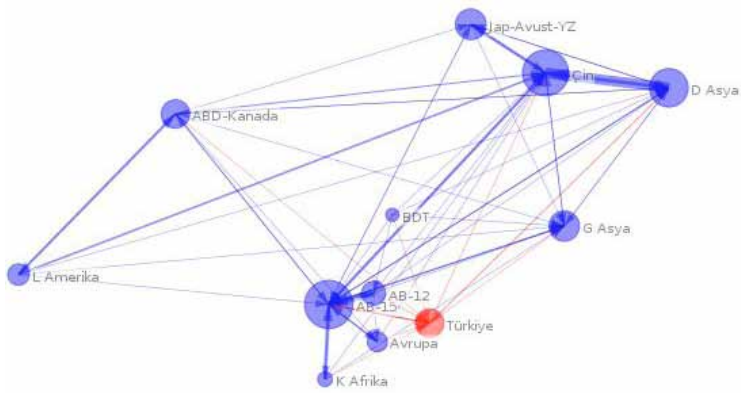 Jap-Avust-YZ
Çin
D Asya
ABD-Kanada
BDT
G Asya
L Amerika
AB-12
AB-15
Türkiye
Avrupa
K Afrika